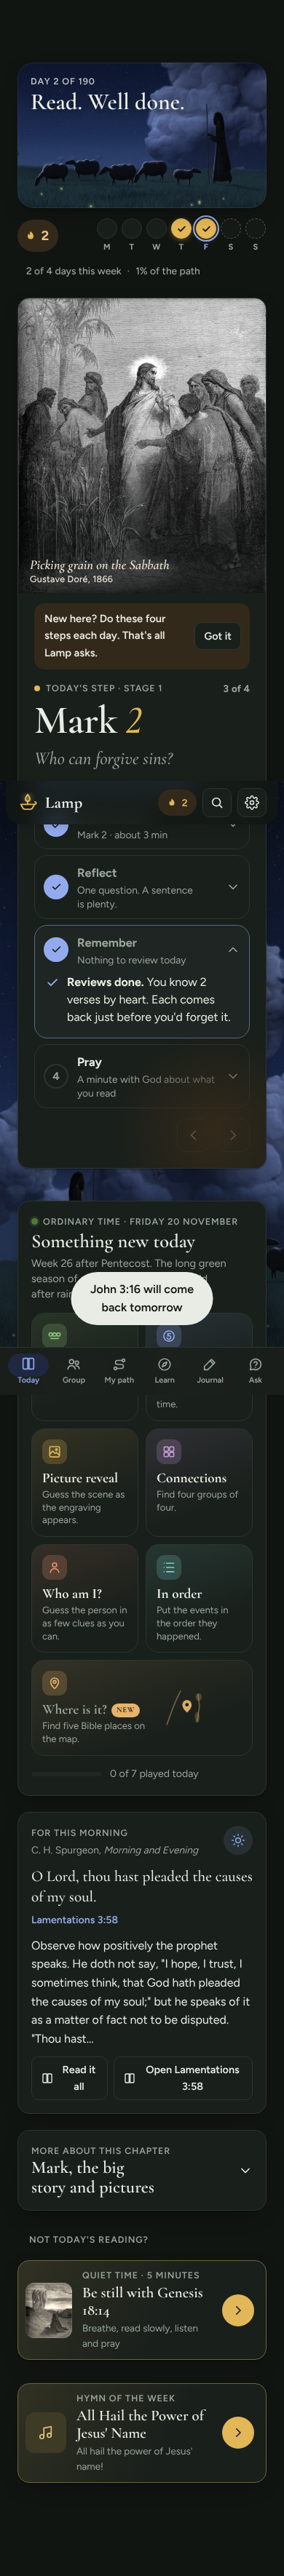 DAY 2 OF 190
Read. Well done.
2
M T W T F S S
2 of 4 days this week · 1% of the path
Picking grain on the Sabbath
Gustave Doré, 1866
New here? Do these four
steps each day. That's all
Lamp asks.
Got it
TODAY'S STEP · STAGE 1
3 of 4
Mark 2
Who can forgive sins?
Lamp
2
Mark 2 · about 3 min
Reflect
One question. A sentence
is plenty.
Remember
Nothing to review today
Reviews done. You know 2
verses by heart. Each comes
back just before you'd forget it.
4
Pray
A minute with God about what
you read
ORDINARY TIME · FRIDAY 20 NOVEMBER
Something new today
Week 26 after Pentecost. The long green
season of
after
John 3:16 will come
back tomorrow
Today
Group
My path
Learn
Journal
Ask
time.
Picture reveal
Guess the scene as
the engraving
appears.
Connections
Find four groups of
four.
Who am I?
Guess the person in
as few clues as you
can.
In order
Put the events in
the order they
happened.
Where is it? NEW
Find five Bible places on
the map.
0 of 7 played today
FOR THIS MORNING
C. H. Spurgeon, Morning and Evening
O Lord, thou hast pleaded the causes
of my soul.
Lamentations 3:58
Observe how positively the prophet
speaks. He doth not say, "I hope, I trust, I
sometimes think, that God hath pleaded
the causes of my soul;" but he speaks of it
as a matter of fact not to be disputed.
"Thou hast...
Read it
all
Open Lamentations
3:58
MORE ABOUT THIS CHAPTER
Mark, the big
story and pictures
NOT TODAY'S READING?
QUIET TIME · 5 MINUTES
Be still with Genesis
18:14
Breathe, read slowly, listen
and pray
HYMN OF THE WEEK
All Hail the Power of
Jesus' Name
All hail the power of Jesus'
name!